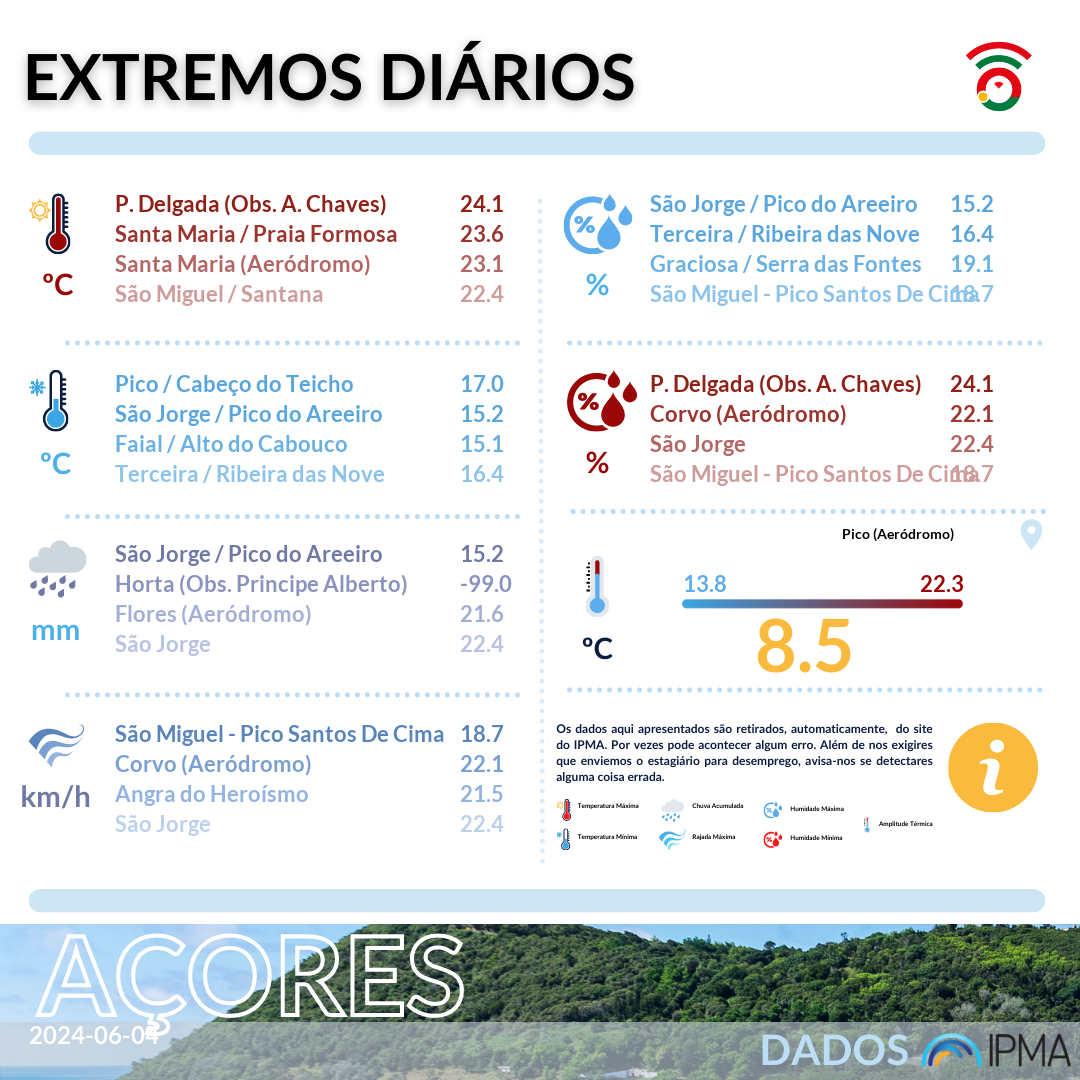 EXTREMOS DIÁRIOS
P. Delgada (Obs. A. Chaves) 24.1
Santa Maria / Praia Formosa 23.6
Santa Maria (Aeródromo) 23.1
São Miguel / Santana 22.4
ºC
Pico / Cabeço do Teicho 17.0
São Jorge / Pico do Areeiro 15.2
Faial / Alto do Cabouco 15.1
Terceira / Ribeira das Nove 16.4
ºC
São Jorge / Pico do Areeiro 15.2
Horta (Obs. Principe Alberto) -99.0
Flores (Aeródromo) 21.6
São Jorge 22.4
mm
São Miguel - Pico Santos De Cima 18.7
Corvo (Aeródromo) 22.1
Angra do Heroísmo 21.5
São Jorge 22.4
km/h
%
São Jorge / Pico do Areeiro 15.2
Terceira / Ribeira das Nove 16.4
Graciosa / Serra das Fontes 19.1
São Miguel - Pico Santos De Cima 18.7
%
%
P. Delgada (Obs. A. Chaves) 24.1
Corvo (Aeródromo) 22.1
São Jorge 22.4
São Miguel - Pico Santos De Cima 18.7
%
Pico (Aeródromo)
13.8 22.3
8.5
ºC
Os dados aqui apresentados são retirados, automaticamente, do site
do IPMA. Por vezes pode acontecer algum erro. Além de nos exigires
que enviemos o estagiário para desemprego, avisa-nos se detectares
alguma coisa errada.
i
Temperatura Máxima
Chuva Acumulada
Humidade Máxima
Amplitude Térmica
Temperatura Mínima
Rajada Máxima
Humidade Mínima
AÇORES
2024-06-04
DADOS IPMA